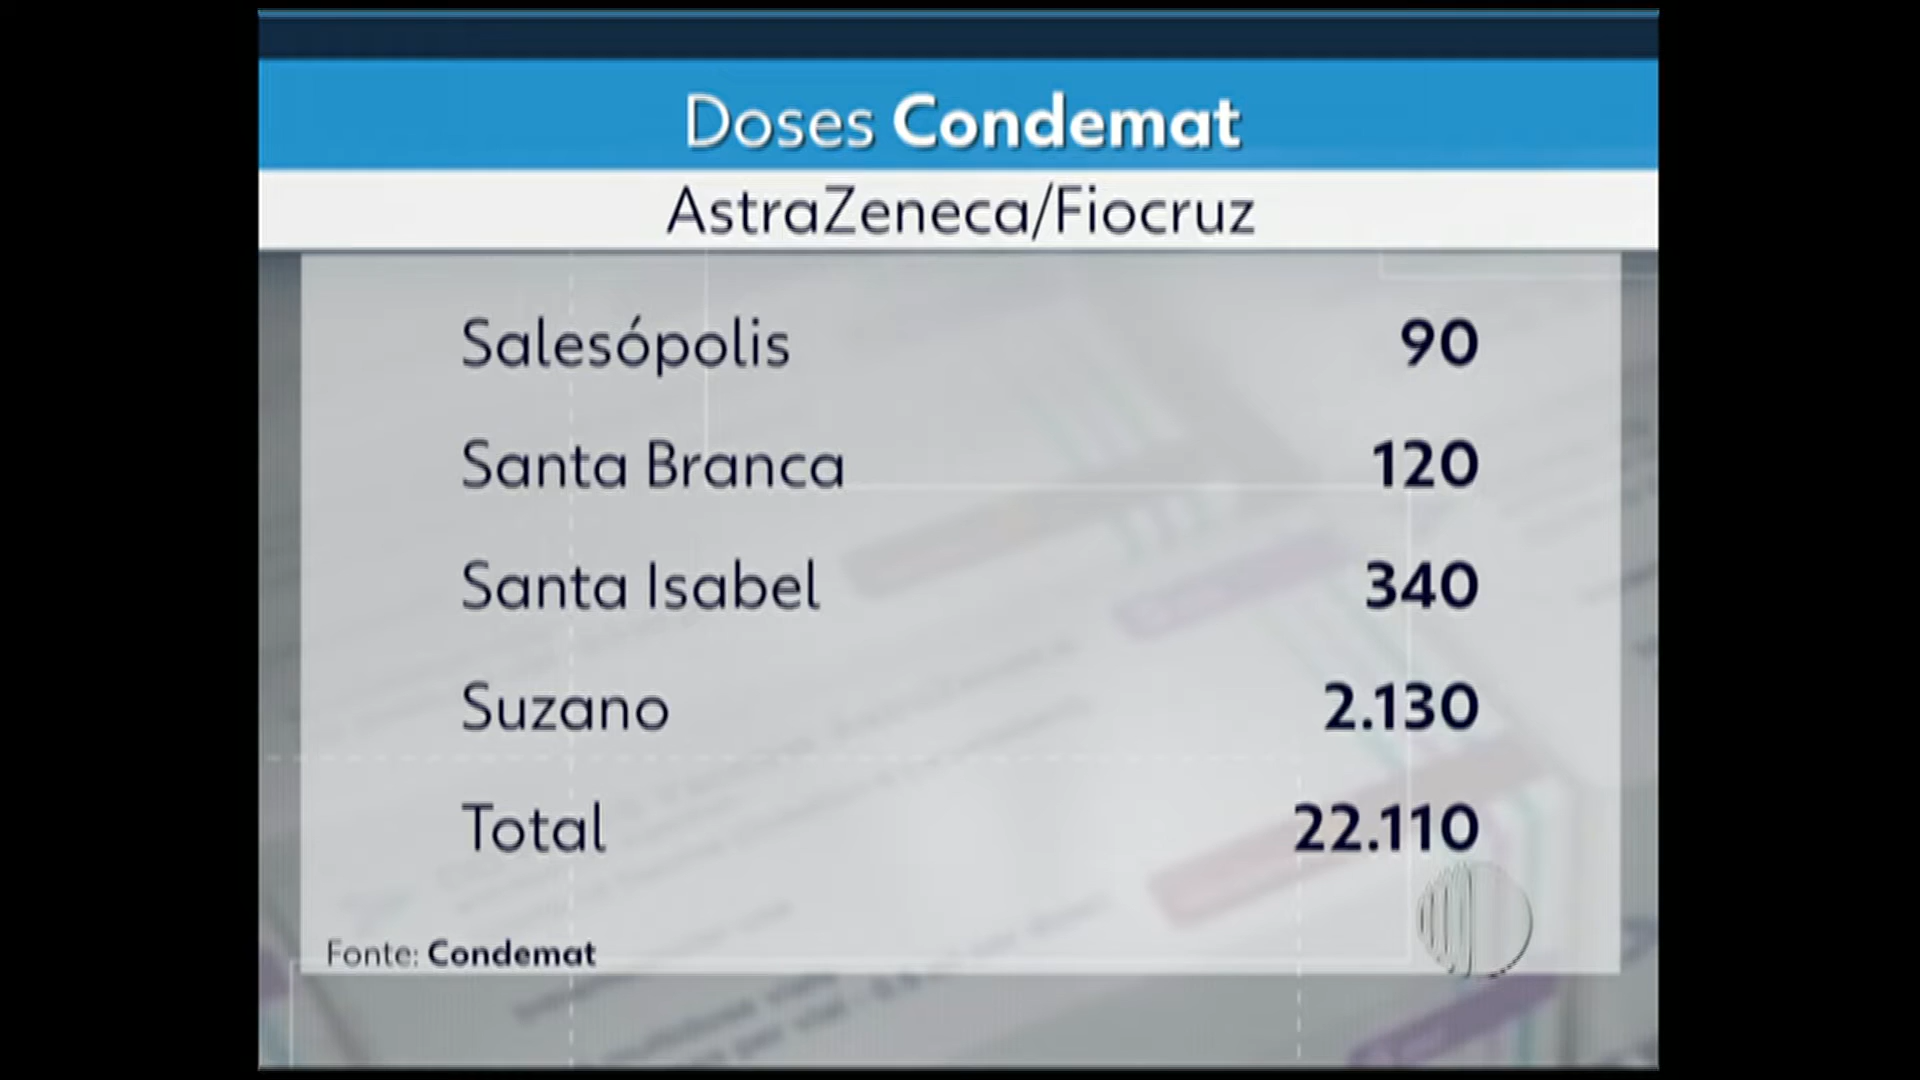 Doses Condemat
AstraZeneca/Fiocruz
Salesópolis 90
Santa Branca 120
Santa Isabel 340
Suzano 2.130
Total 22.110
Fonte: Condemat